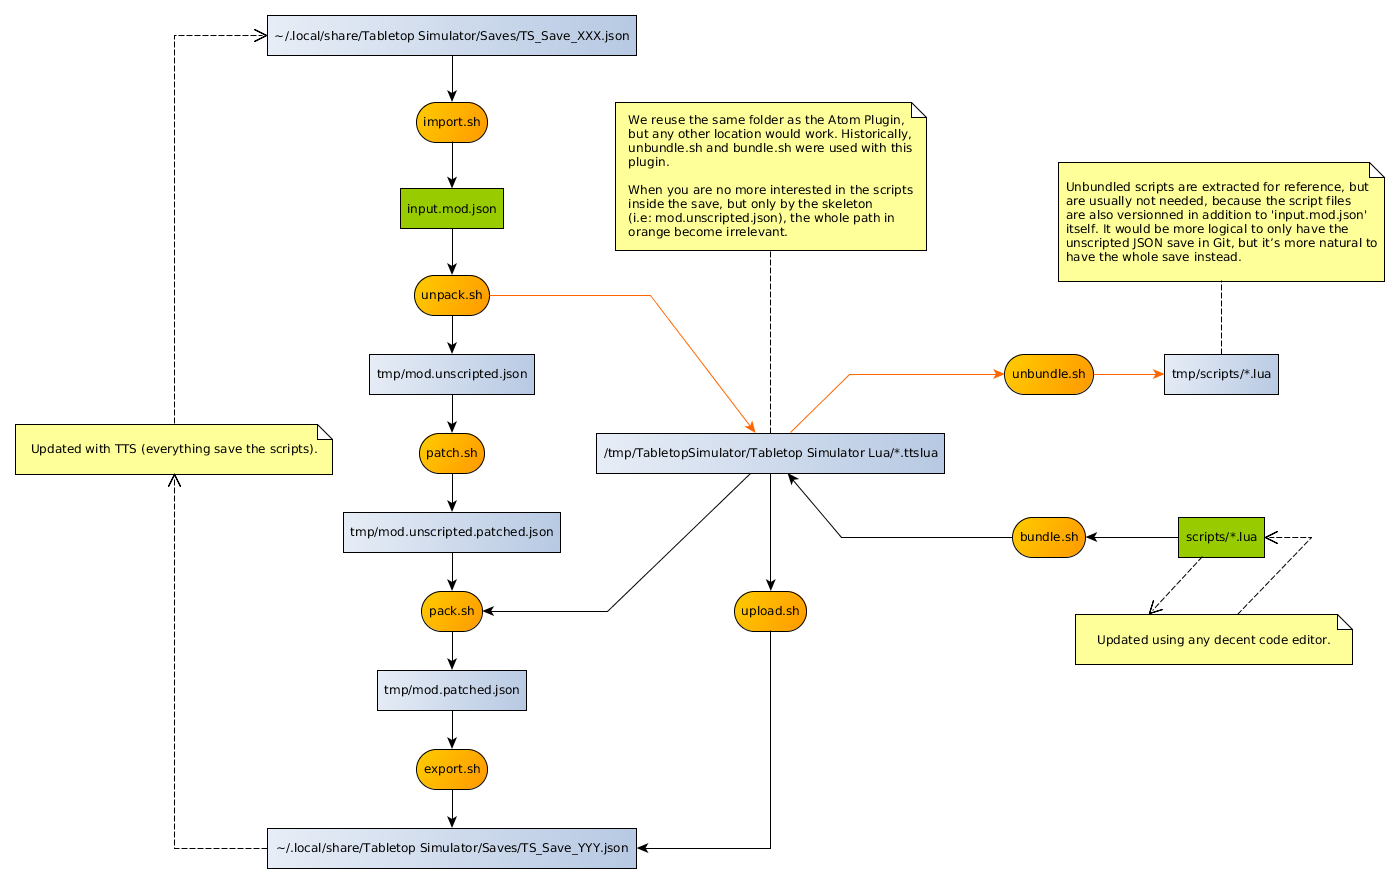 ~/.local/share/Tabletop Simulator/Saves/TS_Save_XXX.json
import.sh
We reuse the same folder as the Atom Plugin,
but any other location would work. Historically,
unbundle.sh and bundle.sh were used with this
plugin.
When you are no more interested in the scripts
inside the save, but only by the skeleton
(i.e: mod.unscripted.json), the whole path in
orange become irrelevant.
Unbundled scripts are extracted for reference, but
are usually not needed, because the script files
are also versionned in addition to 'input.mod.json'
itself. It would be more logical to only have the
unscripted JSON save in Git, but it’s more natural to
have the whole save instead.
input.mod.json
unpack.sh
tmp/mod.unscripted.json
unbundle.sh
tmp/scripts/*.lua
Updated with TTS (everything save the scripts).
patch.sh
/tmp/TabletopSimulator/Tabletop Simulator Lua/*.ttslua
tmp/mod.unscripted.patched.json
bundle.sh
scripts/*.lua
pack.sh
upload.sh
Updated using any decent code editor.
tmp/mod.patched.json
export.sh
~/.local/share/Tabletop Simulator/Saves/TS_Save_YYY.json